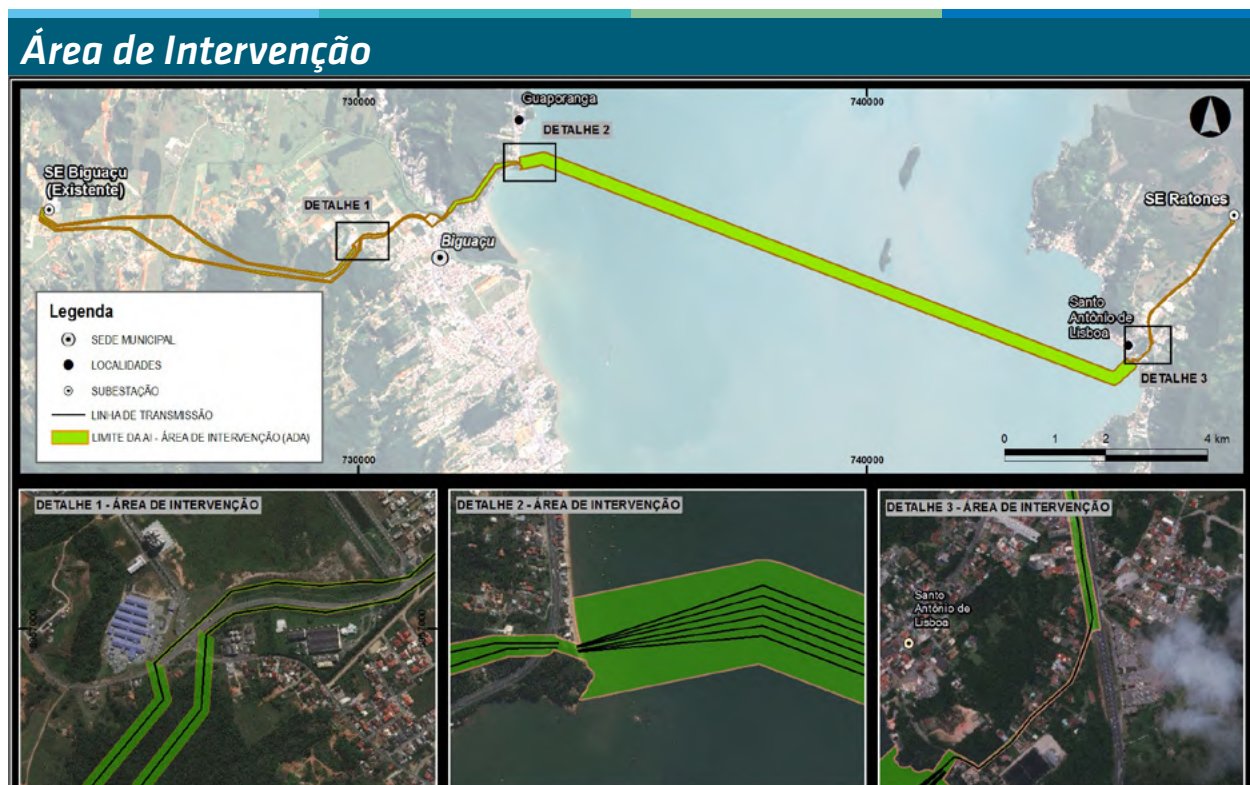 Área de Intervenção
730000
740000
Guaporanga
DETALHE 2
SE Biguaçu
(Existente)
DETALHE 1
SE Ratones
Biguaçu
Santo
Antônio de
Lisboa
DETALHE 3
Legenda
SEDE MUNICIPAL
LOCALIDADES
SUBESTAÇÃO
LINHA DE TRANSMISSÃO
LIMITE DA AI - ÁREA DE INTERVENÇÃO (ADA)
0 1 2 4 km
730000
740000
DETALHE 1 - ÁREA DE INTERVENÇÃO
DETALHE 2 - ÁREA DE INTERVENÇÃO
DETALHE 3 - ÁREA DE INTERVENÇÃO
Santo
Antônio de
Lisboa